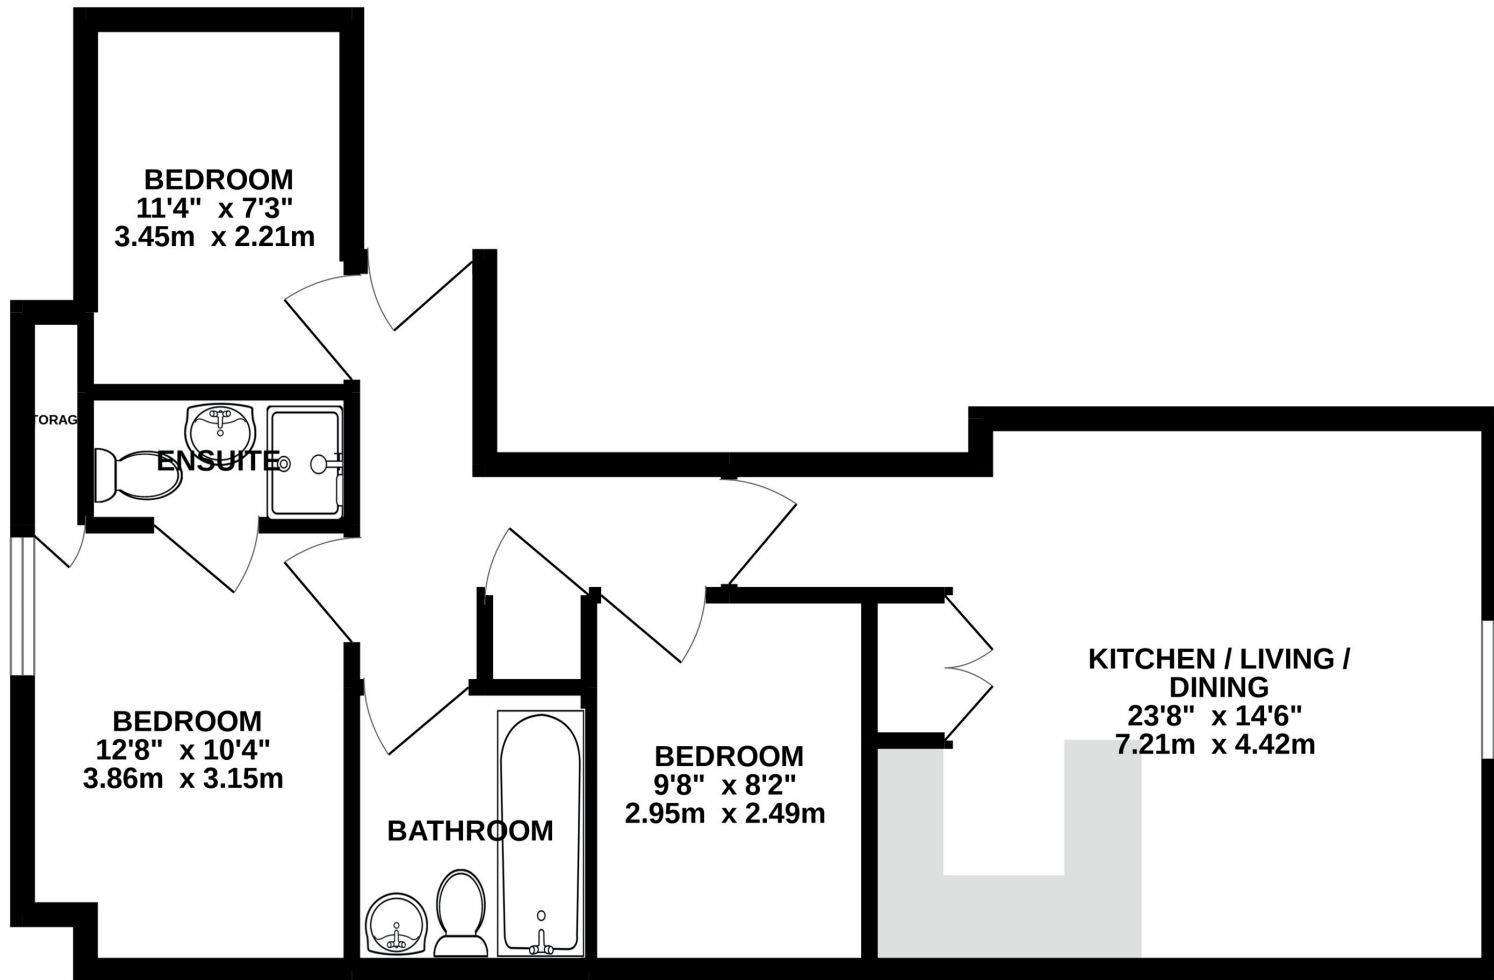 BEDROOM
11'4" x 7'3"
3.45m x 2.21m
TORAG
ENSUITE
BEDROOM
12'8" x 10'4"
3.86m x 3.15m
BATHROOM
BEDROOM
9'8" x 8'2"
2.95m x 2.49m
KITCHEN / LIVING /
DINING
23'8" x 14'6"
7.21m x 4.42m